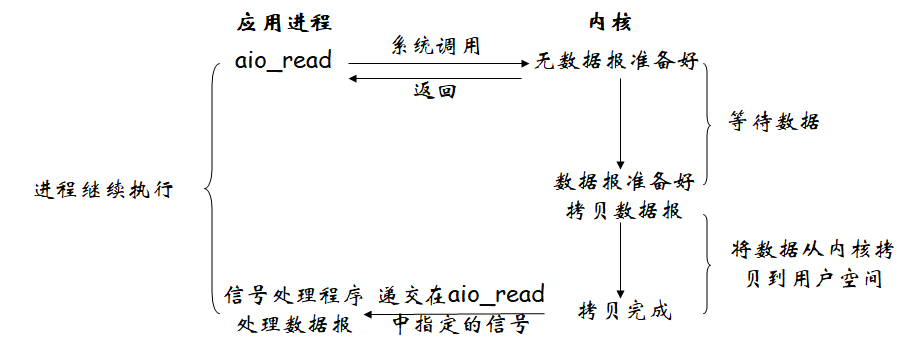 应用进程
内核
aio_read
系统调用
返回
无数据报准备好
等待数据
进程继续执行
数据报准备好
拷贝数据报
将数据从内核拷
贝到用户空间
信号处理程序
处理数据报
递交在aio_read
中指定的信号
拷贝完成